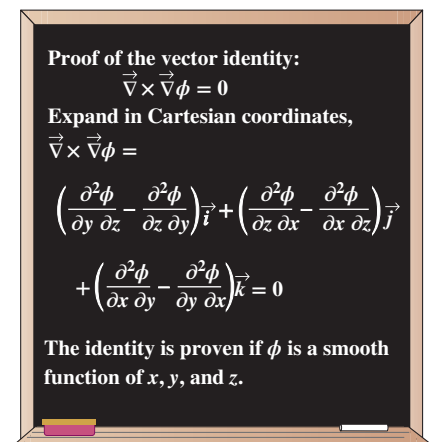 Proof of the vector identity:
∇⃗ × ∇⃗ϕ = 0
Expand in Cartesian coordinates,
∇⃗ × ∇⃗ϕ =
(∂²ϕ/∂y ∂z − ∂²ϕ/∂z ∂y) i⃗ + (∂²ϕ/∂z ∂x − ∂²ϕ/∂x ∂z) j⃗
+ (∂²ϕ/∂x ∂y − ∂²ϕ/∂y ∂x) k⃗ = 0
The identity is proven if ϕ is a smooth
function of x, y, and z.